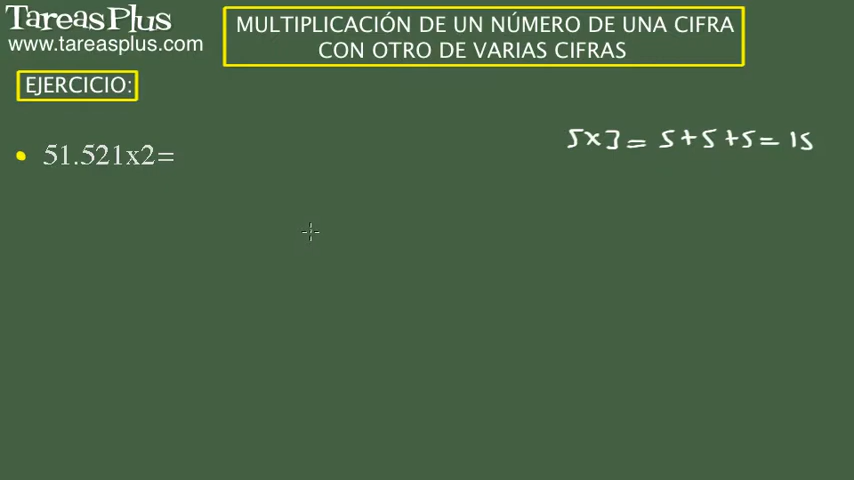 TareasPlus
www.tareasplus.com
MULTIPLICACIÓN DE UN NÚMERO DE UNA CIFRA
CON OTRO DE VARIAS CIFRAS
EJERCICIO:
• 51.521x2=
5x3 = 5+5+5= 15